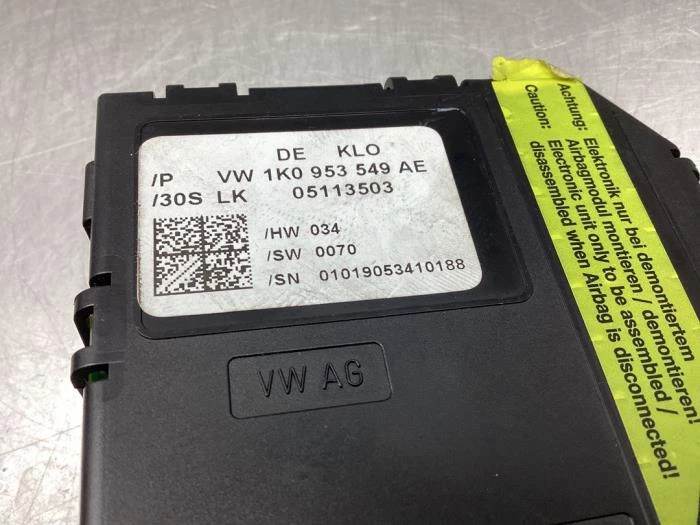 DE KLO
/P VW 1K0 953 549 AE
/30S LK 05113503
/HW 034
/SW 0070
/SN 01019053410188
VW AG
Achtung: Elektronik nur bei demontiertem
Airbagmodul montieren / demontieren!
Caution: Electronic unit only to be assembled /
disassembled when Airbag is disconnected!